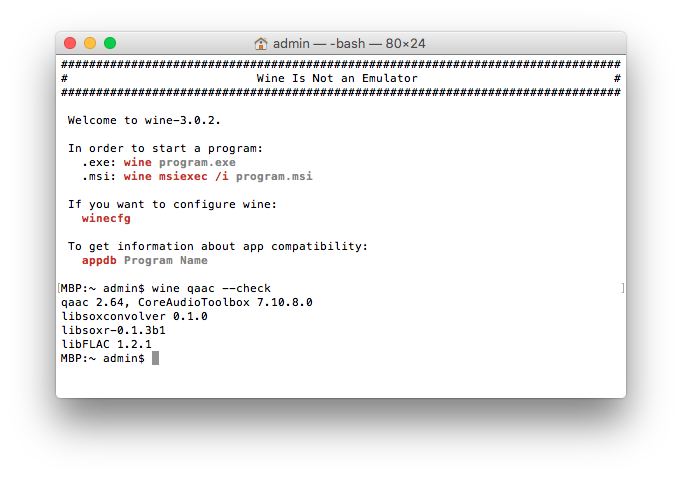 admin — -bash — 80×24
################################################################################
#                           Wine Is Not an Emulator                            #
################################################################################
Welcome to wine-3.0.2.
In order to start a program:
.exe: wine program.exe
.msi: wine msiexec /i program.msi
If you want to configure wine:
winecfg
To get information about app compatibility:
appdb Program Name
[MBP:~ admin$ wine qaac --check ]
qaac 2.64, CoreAudioToolbox 7.10.8.0
libsoxconvolver 0.1.0
libsoxr-0.1.3b1
libFLAC 1.2.1
MBP:~ admin$